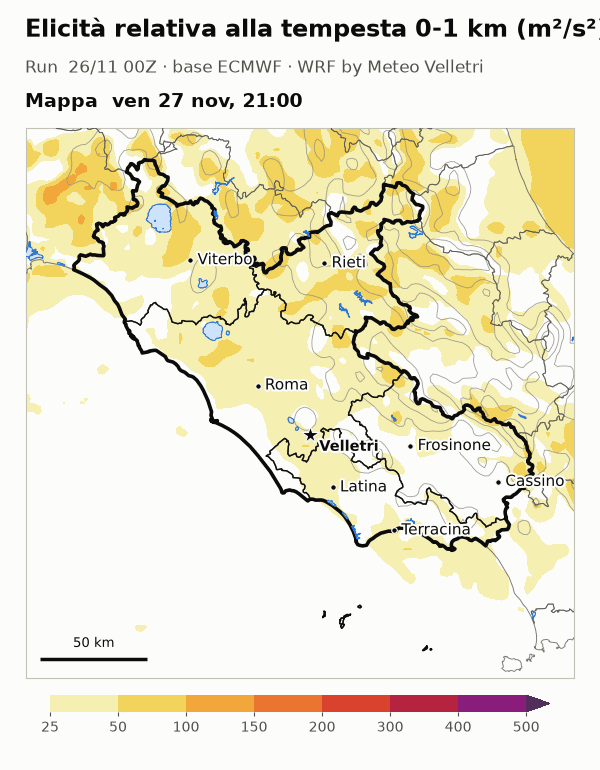 Elicità relativa alla tempesta 0-1 km (m²/s²)
Run  26/11 00Z · base ECMWF · WRF by Meteo Velletri
Mappa  ven 27 nov, 21:00
Viterbo
Rieti
Roma
Velletri
Frosinone
Latina
Cassino
Terracina
50 km
25 50 100 150 200 300 400 500